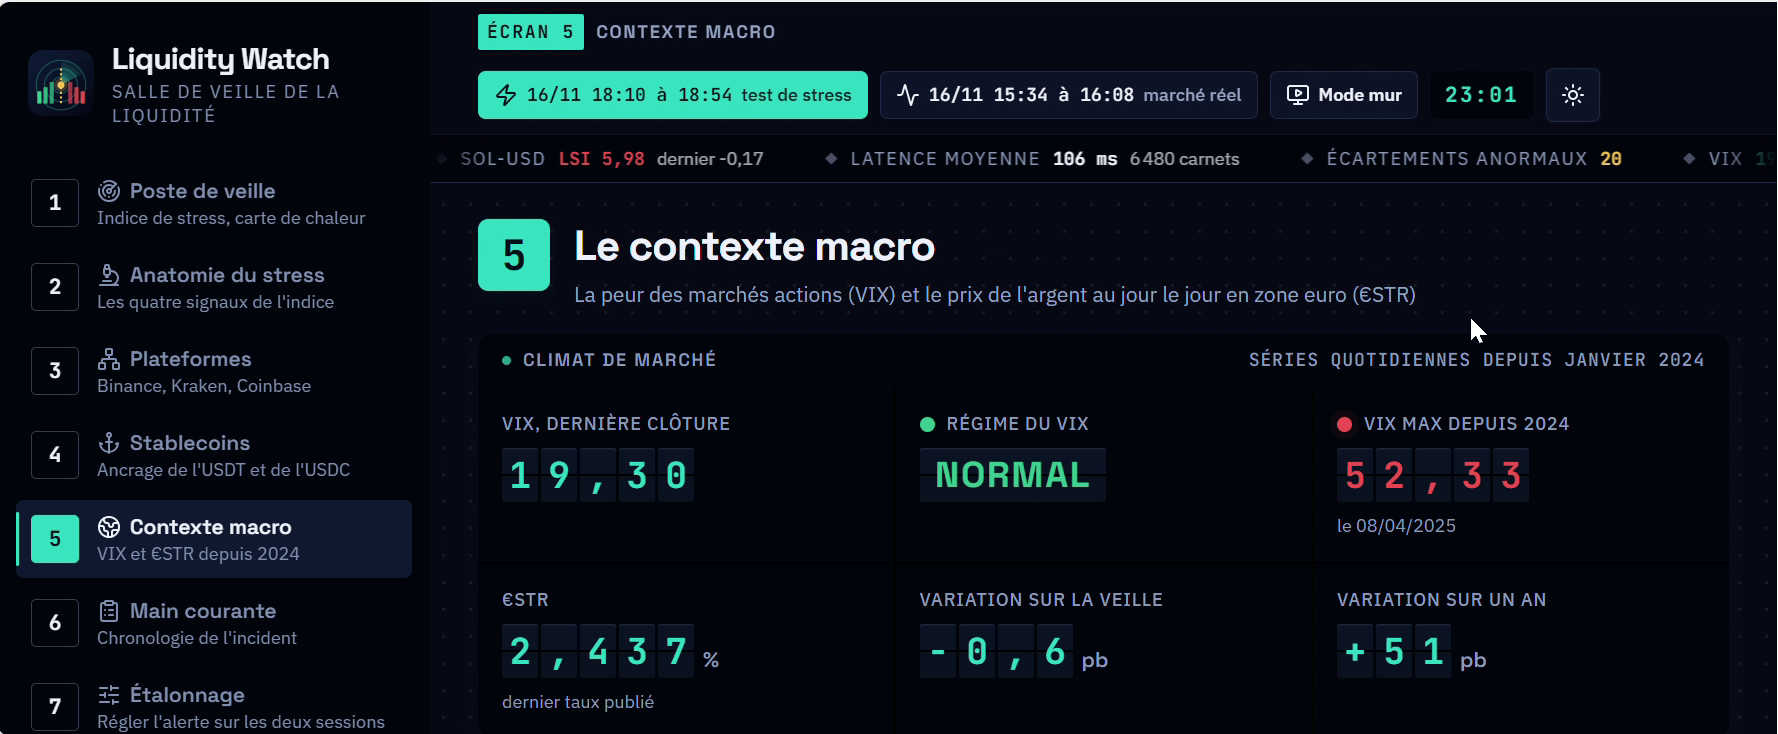 Liquidity Watch
SALLE DE VEILLE DE LA
LIQUIDITÉ
1
Poste de veille
Indice de stress, carte de chaleur
2
Anatomie du stress
Les quatre signaux de l'indice
3
Plateformes
Binance, Kraken, Coinbase
4
Stablecoins
Ancrage de l'USDT et de l'USDC
5
Contexte macro
VIX et €STR depuis 2024
6
Main courante
Chronologie de l'incident
7
Étalonnage
Régler l'alerte sur les deux sessions
ÉCRAN 5 CONTEXTE MACRO
16/11 18:10 à 18:54 test de stress 16/11 15:34 à 16:08 marché réel Mode mur 23:01
SOL-USD LSI 5,98 dernier -0,17 ◆ LATENCE MOYENNE 106 ms 6 480 carnets ◆ ÉCARTEMENTS ANORMAUX 20 ◆ VIX
5
Le contexte macro
La peur des marchés actions (VIX) et le prix de l'argent au jour le jour en zone euro (€STR)
CLIMAT DE MARCHÉ SÉRIES QUOTIDIENNES DEPUIS JANVIER 2024
VIX, DERNIÈRE CLÔTURE
19,30
RÉGIME DU VIX
NORMAL
VIX MAX DEPUIS 2024
52,33
le 08/04/2025
€STR
2,437 %
dernier taux publié
VARIATION SUR LA VEILLE
-0,6 pb
VARIATION SUR UN AN
+51 pb